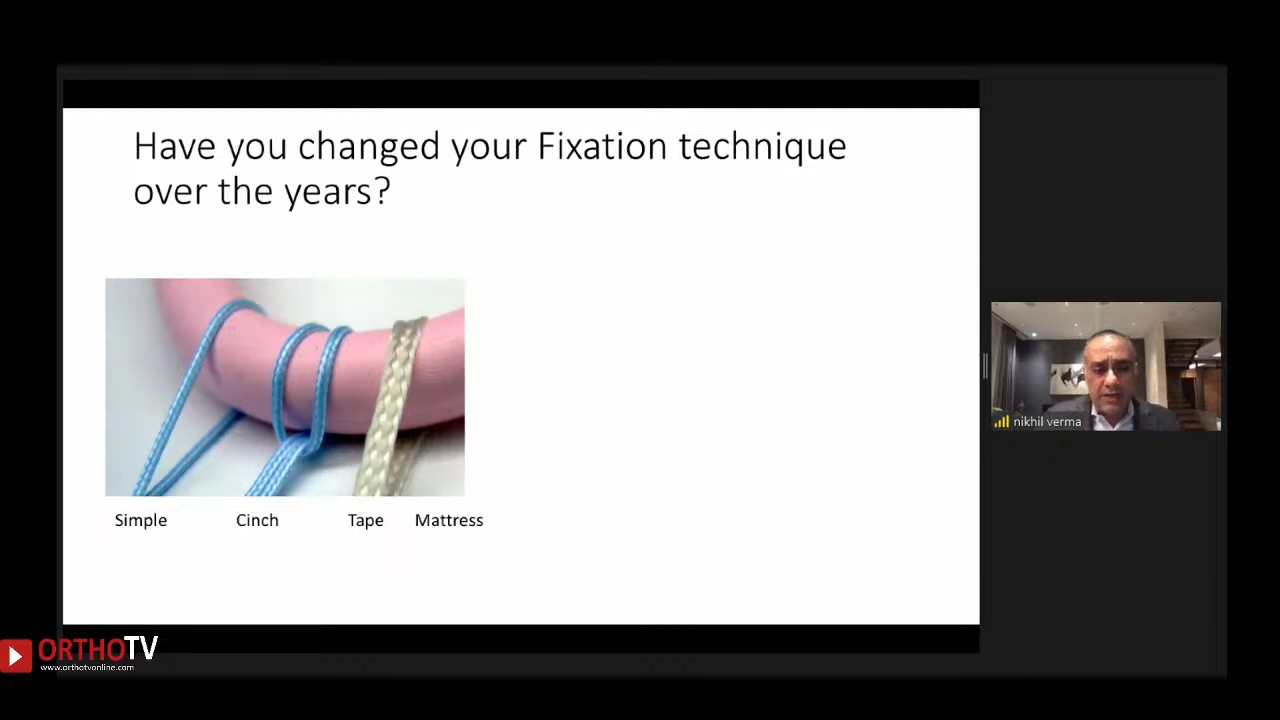 Have you changed your Fixation technique
over the years?
Simple Cinch Tape Mattress
nikhil verma
ORTHOTV
www.orthotvonline.com